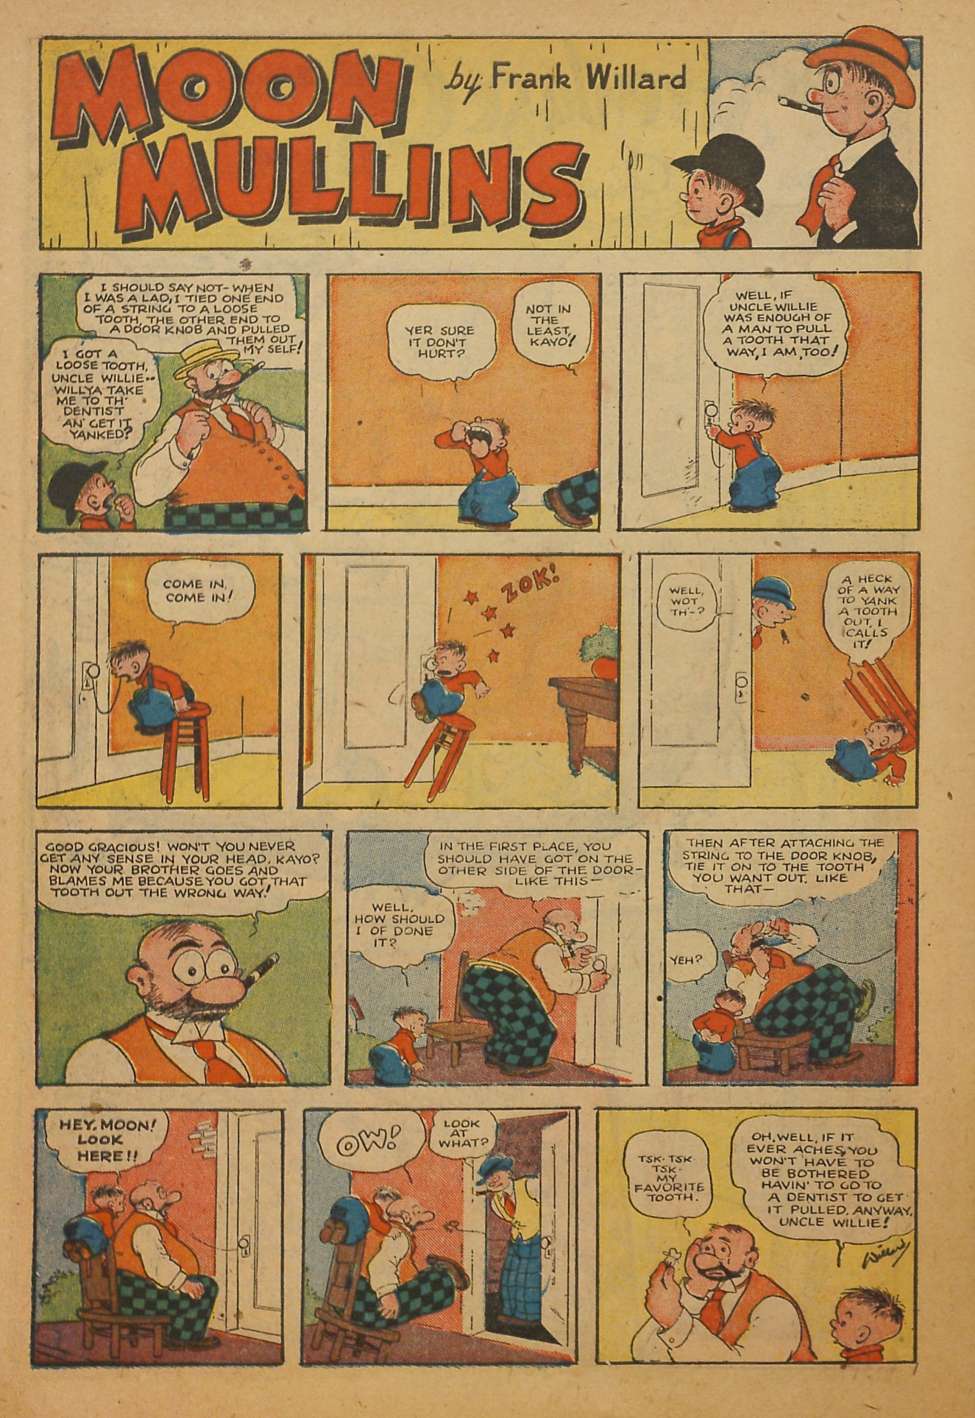 MOON
MULLINS
by Frank Willard
I SHOULD SAY NOT- WHEN
I WAS A LAD, I TIED ONE END
OF A STRING TO A LOOSE
TOOTH, THE OTHER END TO
A DOOR KNOB AND PULLED
THEM OUT
MY SELF!
I GOT A
LOOSE TOOTH,
UNCLE WILLIE--
WILLYA TAKE
ME TO TH'
DENTIST
AN' GET IT
YANKED?
YER SURE
IT DON'T
HURT?
NOT IN
THE
LEAST,
KAYO!
WELL, IF
UNCLE WILLIE
WAS ENOUGH OF
A MAN TO PULL
A TOOTH THAT
WAY, I AM, TOO!
COME IN,
COME IN!
ZOK!
WELL,
WOT
TH'-?
A HECK
OF A WAY
TO YANK
A TOOTH
OUT, I
CALLS
IT!
GOOD GRACIOUS! WON'T YOU NEVER
GET ANY SENSE IN YOUR HEAD, KAYO?
NOW YOUR BROTHER GOES AND
BLAMES ME BECAUSE YOU GOT THAT
TOOTH OUT THE WRONG WAY!
IN THE FIRST PLACE, YOU
SHOULD HAVE GOT ON THE
OTHER SIDE OF THE DOOR-
LIKE THIS-
WELL,
HOW SHOULD
I OF DONE
IT?
THEN AFTER ATTACHING THE
STRING TO THE DOOR KNOB,
TIE IT ON TO THE TOOTH
YOU WANT OUT. LIKE
THAT-
YEH?
HEY, MOON!
LOOK
HERE!!
OW!
LOOK
AT
WHAT?
TSK- TSK-
TSK-
MY
FAVORITE
TOOTH.
OH, WELL, IF IT
EVER ACHES, YOU
WON'T HAVE TO
BE BOTHERED
HAVIN' TO GO TO
A DENTIST TO GET
IT PULLED, ANYWAY,
UNCLE WILLIE!
Willard